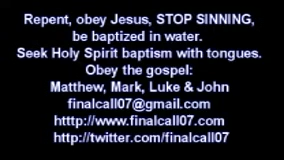 Repent, obey Jesus, STOP SINNING,
be baptized in water.
Seek Holy Spirit baptism with tongues.
Obey the gospel:
Matthew, Mark, Luke & John
finalcall07@gmail.com
htttp://www.finalcall07.com
http://twitter.com/finalcall07